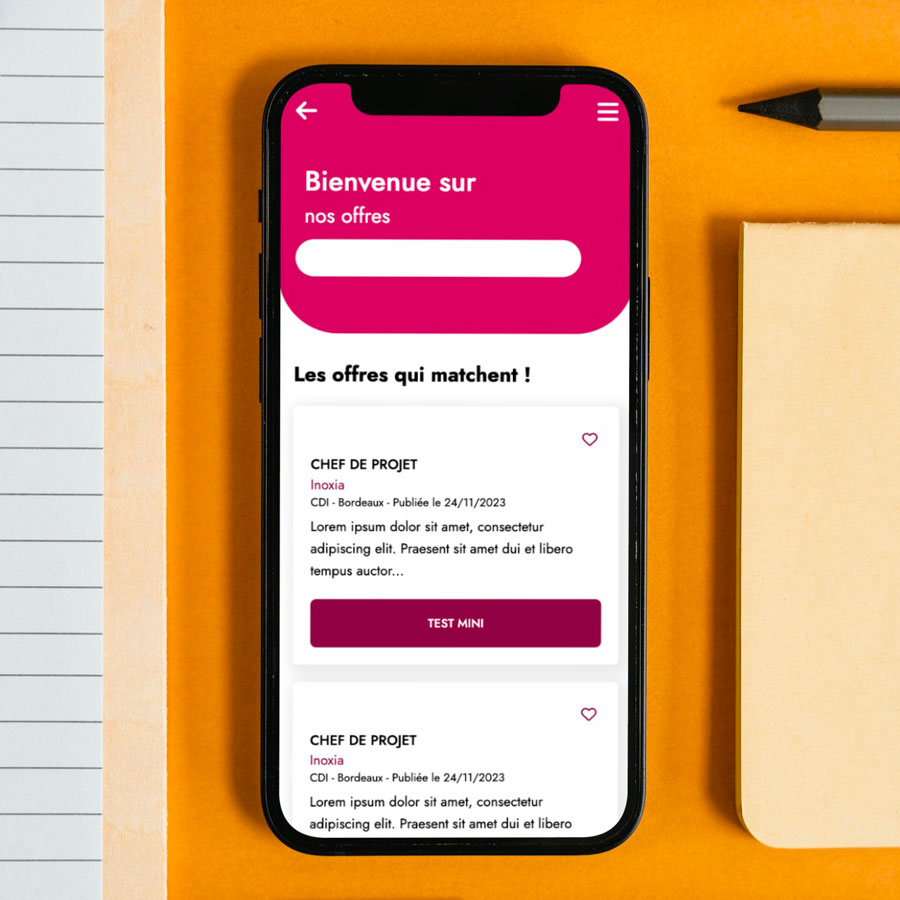 Bienvenue sur
nos offres
Les offres qui matchent !
CHEF DE PROJET
Inoxia
CDI - Bordeaux - Publiée le 24/11/2023
Lorem ipsum dolor sit amet, consectetur
adipiscing elit. Praesent sit amet dui et libero
tempus auctor...
TEST MINI
CHEF DE PROJET
Inoxia
CDI - Bordeaux - Publiée le 24/11/2023
Lorem ipsum dolor sit amet, consectetur
adipiscing elit. Praesent sit amet dui et libero